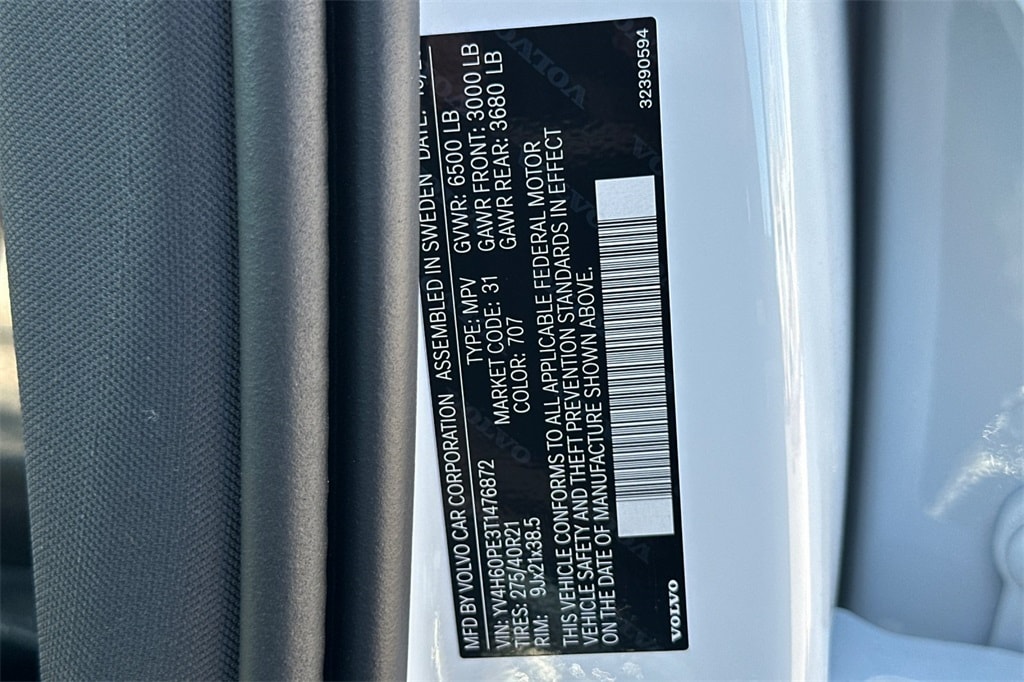 MFD BY VOLVO CAR CORPORATION ASSEMBLED IN SWEDEN DATE:
VIN: YV4H60PE3T1476872 TYPE: MPV GVWR: 6500 LB
TIRES: 275/40R21 MARKET CODE: 31 GAWR FRONT: 3000 LB
RIM: 9Jx21x38.5 COLOR: 707 GAWR REAR: 3680 LB
THIS VEHICLE CONFORMS TO ALL APPLICABLE FEDERAL MOTOR
VEHICLE SAFETY AND THEFT PREVENTION STANDARDS IN EFFECT
ON THE DATE OF MANUFACTURE SHOWN ABOVE.
VOLVO 32390594